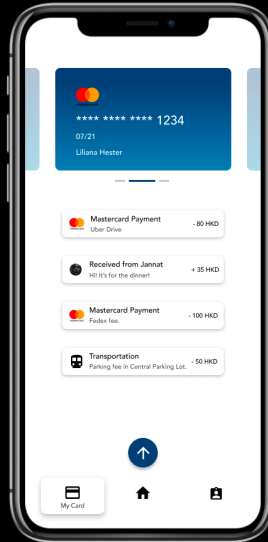 **** **** **** 1234
07/21
Liliana Hester
Mastercard Payment
- 80 HKD
Uber Drive
Received from Jannat
+ 35 HKD
Hi! It's for the dinner!
Mastercard Payment
- 100 HKD
Fedex fee.
Transportation
- 50 HKD
Parking fee in Central Parking Lot.
My Card